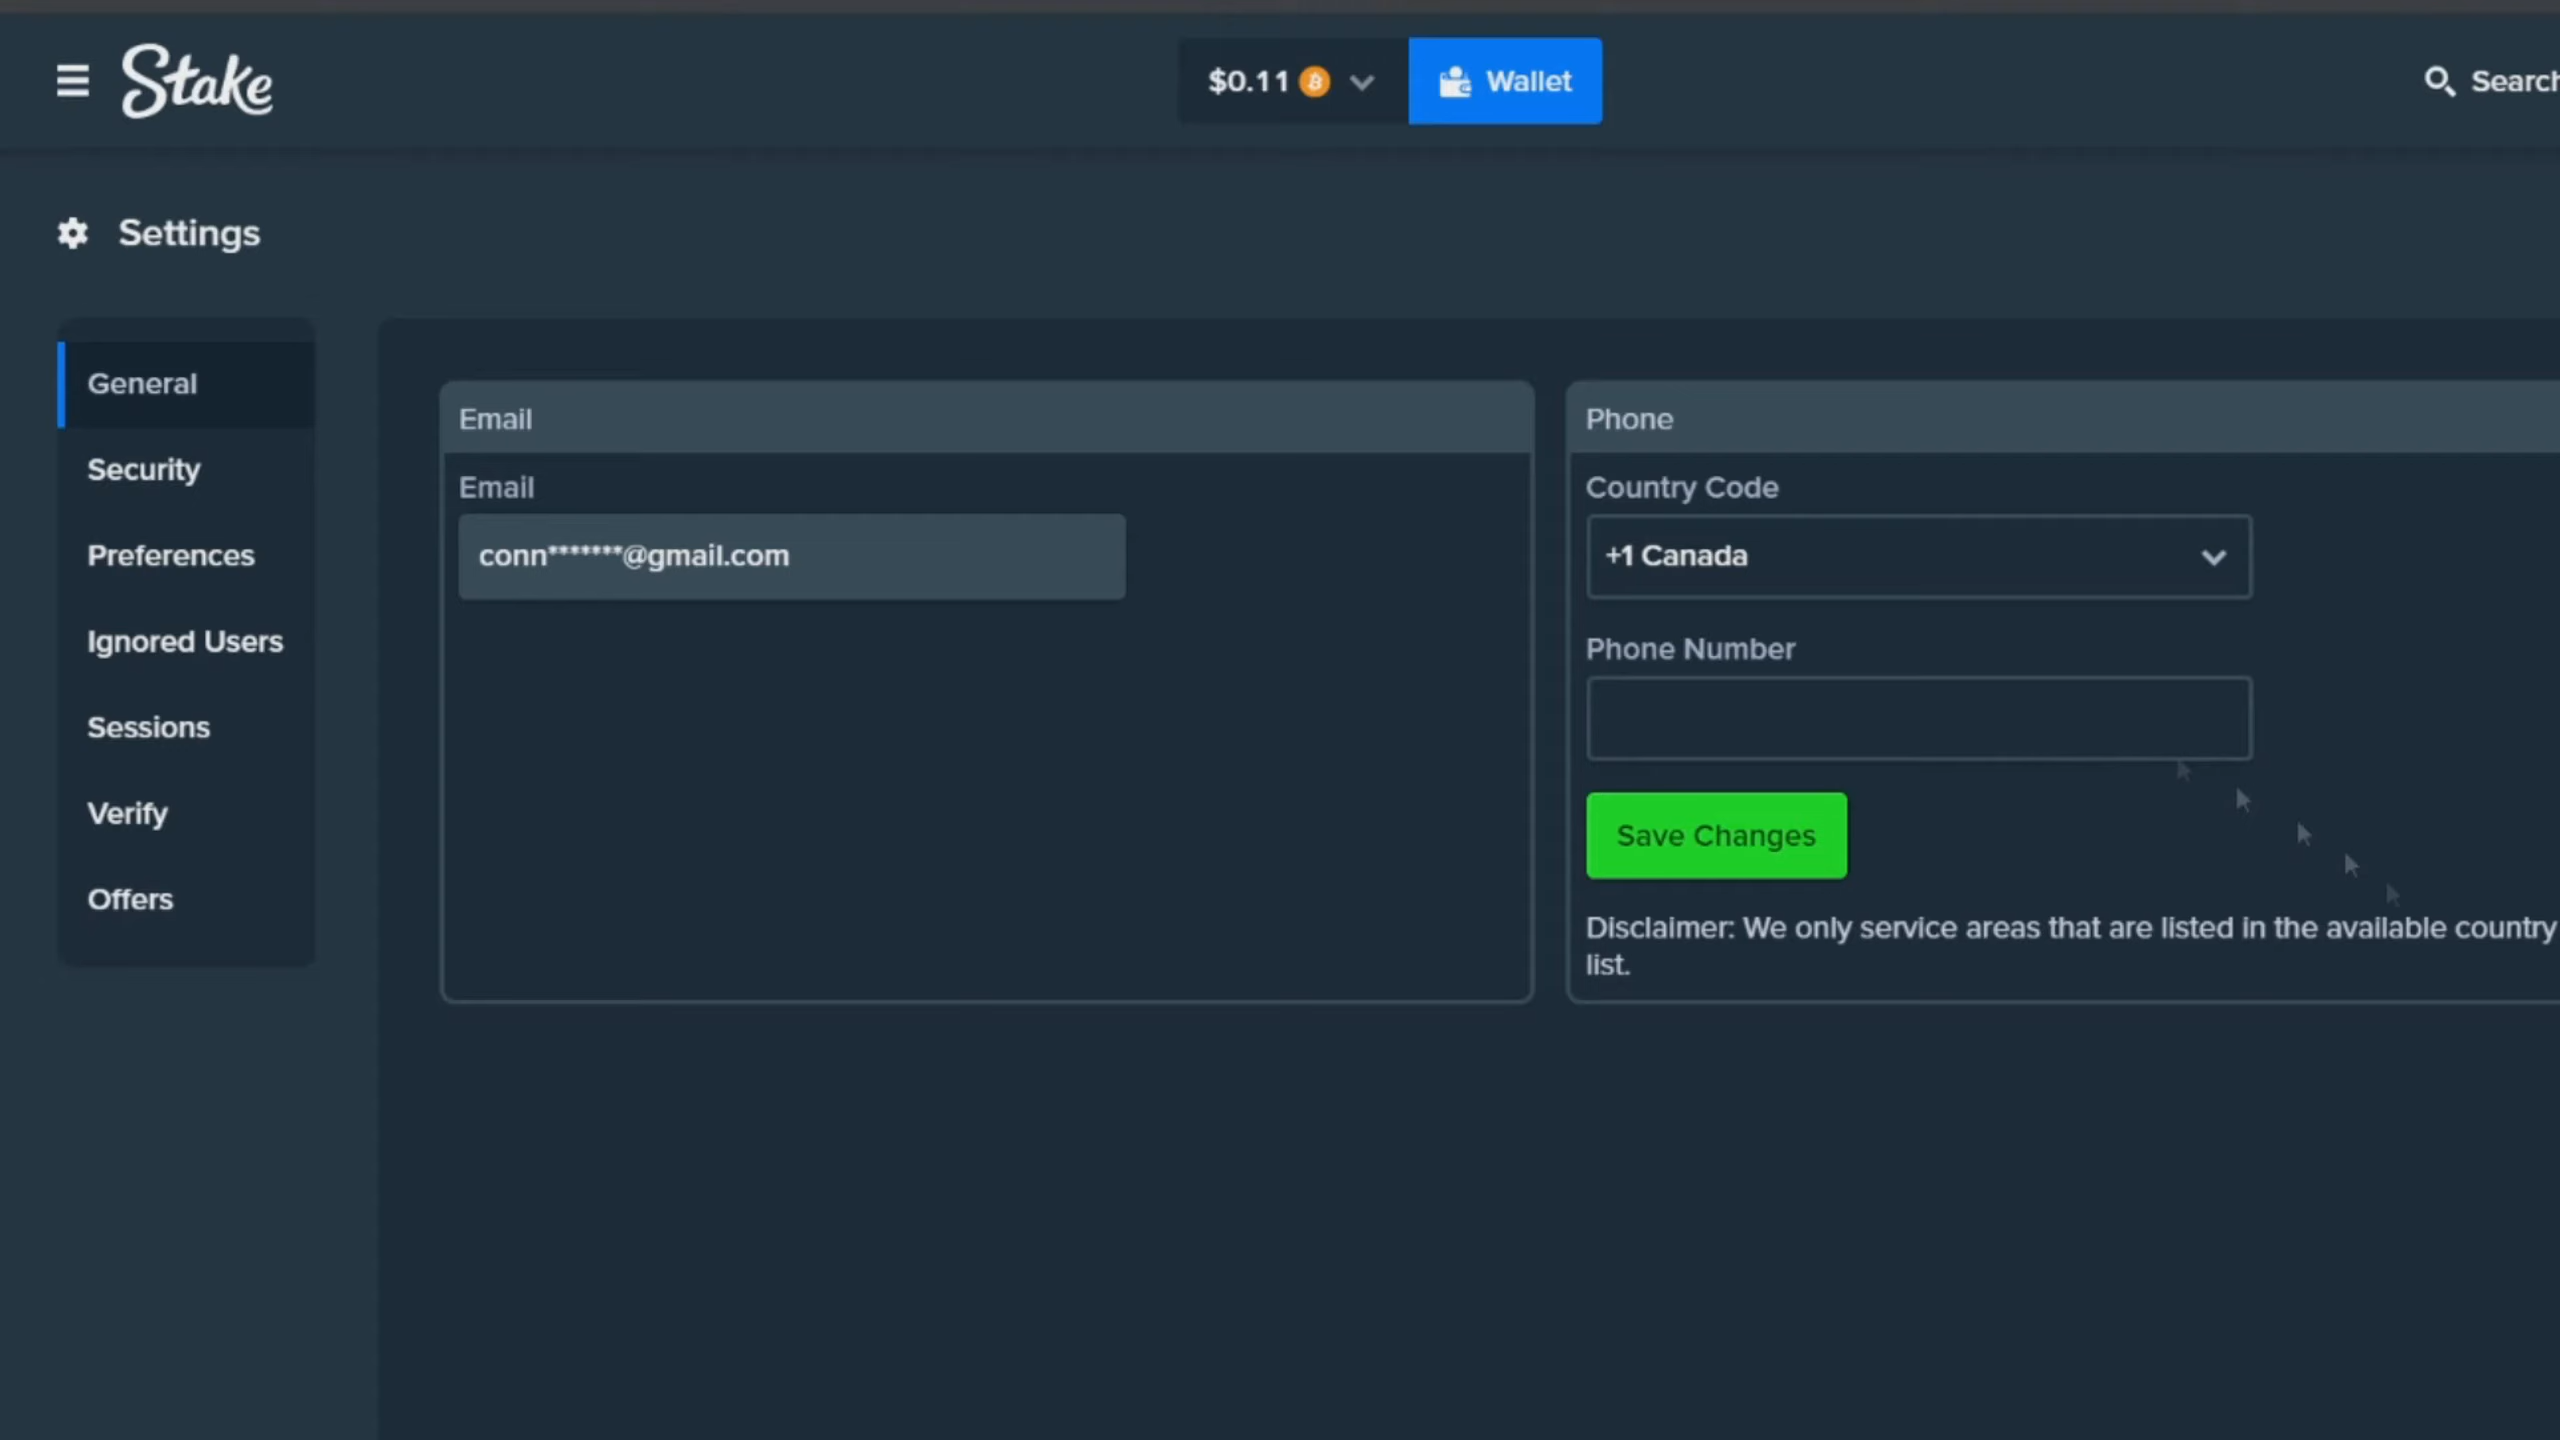 Stake
$0.11
Wallet
Search
Settings
General
Security
Preferences
Ignored Users
Sessions
Verify
Offers
Email
Email
conn*******@gmail.com
Phone
Country Code
+1 Canada
Phone Number
Save Changes
Disclaimer: We only service areas that are listed in the available country
list.